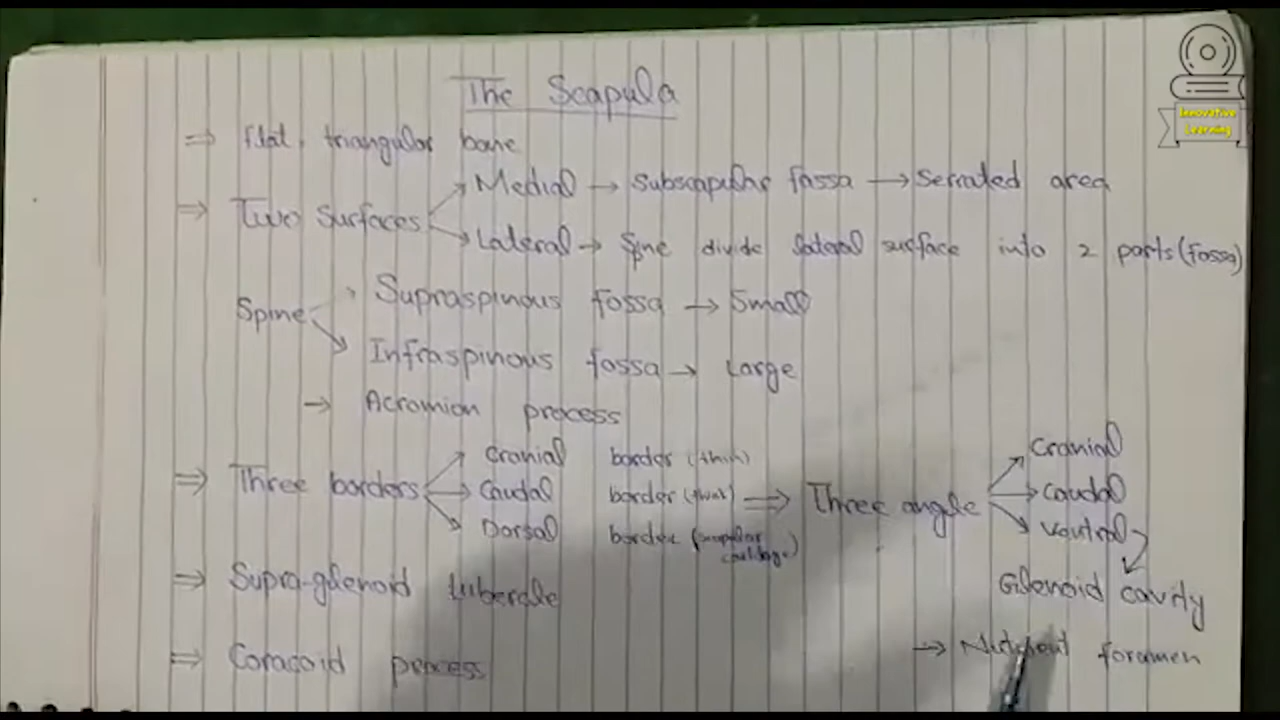 The Scapula
Innovative
Learning
⇒ Flat, triangular bone
Medial → Subscapular fossa → Serrated area
⇒ Two Surfaces
Lateral → Spine divide lateral surface into 2 parts (fossa)
Supraspinous fossa → Small
Spine
Infraspinous fossa → Large
→ Acromion process
Cranial border (thin)
⇒ Three borders
Caudal border (thick)
Dorsal border (scapular cartilage)
⇒ Three angle
Cranial
Caudal
Ventral
Glenoid cavity
⇒ Supra-glenoid tubercle
→ Nutrient foramen
⇒ Coracoid process